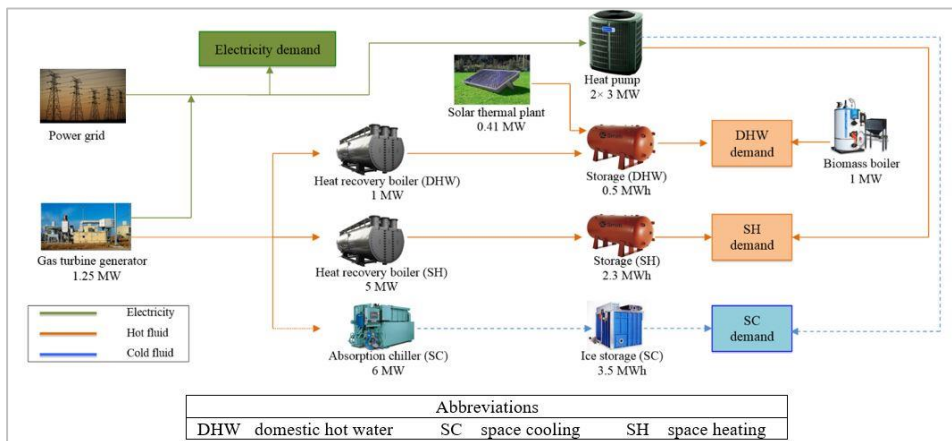 Electricity demand
Power grid
Solar thermal plant
0.41 MW
Heat pump
2× 3 MW
Heat recovery boiler (DHW)
1 MW
Storage (DHW)
0.5 MWh
DHW
demand
Biomass boiler
1 MW
Gas turbine generator
1.25 MW
Heat recovery boiler (SH)
5 MW
Storage (SH)
2.3 MWh
SH
demand
Electricity
Hot fluid
Cold fluid
Absorption chiller (SC)
6 MW
Ice storage (SC)
3.5 MWh
SC
demand
Abbreviations
DHW domestic hot water SC space cooling SH space heating